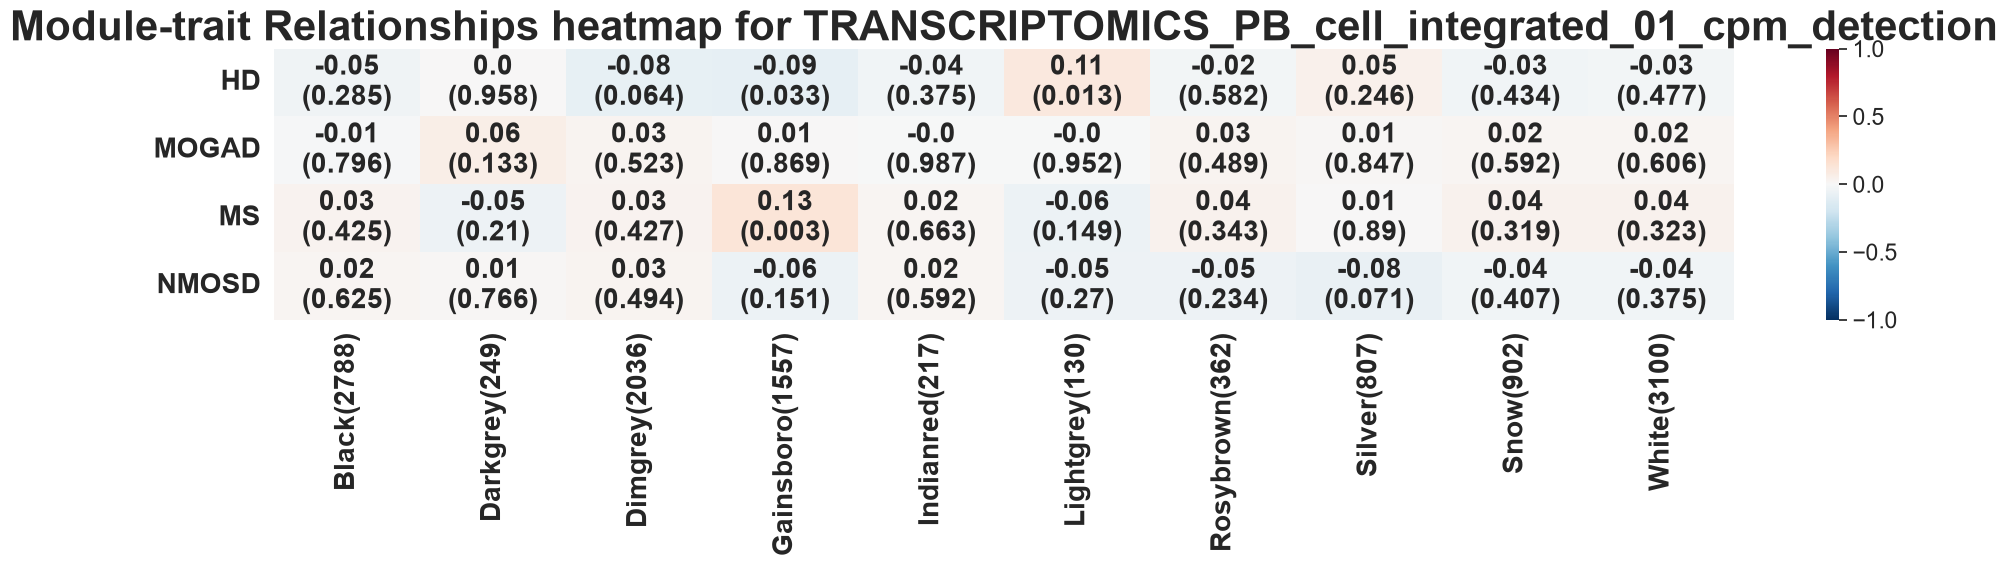 Module-trait Relationships heatmap for TRANSCRIPTOMICS_PB_cell_integrated_01_cpm_detection
HD
-0.05 0.0 -0.08 -0.09 -0.04 0.11 -0.02 0.05 -0.03 -0.03
(0.285) (0.958) (0.064) (0.033) (0.375) (0.013) (0.582) (0.246) (0.434) (0.477)
MOGAD
-0.01 0.06 0.03 0.01 -0.0 -0.0 0.03 0.01 0.02 0.02
(0.796) (0.133) (0.523) (0.869) (0.987) (0.952) (0.489) (0.847) (0.592) (0.606)
MS
0.03 -0.05 0.03 0.13 0.02 -0.06 0.04 0.01 0.04 0.04
(0.425) (0.21) (0.427) (0.003) (0.663) (0.149) (0.343) (0.89) (0.319) (0.323)
NMOSD
0.02 0.01 0.03 -0.06 0.02 -0.05 -0.05 -0.08 -0.04 -0.04
(0.625) (0.766) (0.494) (0.151) (0.592) (0.27) (0.234) (0.071) (0.407) (0.375)
Black(2788)
Darkgrey(249)
Dimgrey(2036)
Gainsboro(1557)
Indianred(217)
Lightgrey(130)
Rosybrown(362)
Silver(807)
Snow(902)
White(3100)
1.0
0.5
0.0
−0.5
−1.0